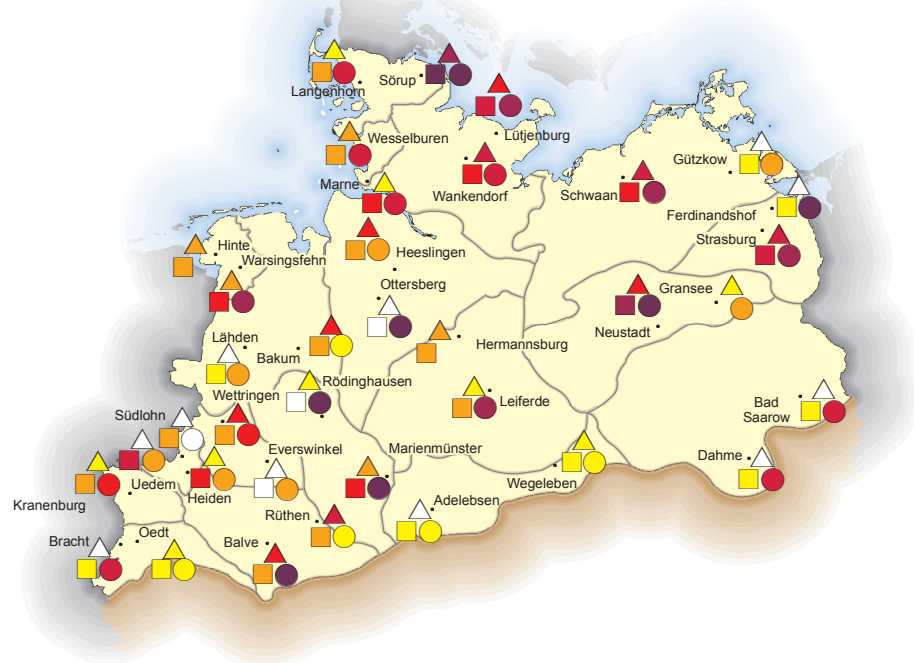 Langenhorn
Sörup
Wesselburen
Lütjenburg
Marne
Wankendorf
Schwaan
Gützkow
Ferdinandshof
Strasburg
Hinte
Warsingsfehn
Heeslingen
Ottersberg
Gransee
Neustadt
Hermannsburg
Lähden
Bakum
Rödinghausen
Wettringen
Leiferde
Südlohn
Bad
Saarow
Everswinkel
Marienmünster
Dahme
Uedem
Heiden
Wegeleben
Kranenburg
Rüthen
Adelebsen
Bracht
Oedt
Balve